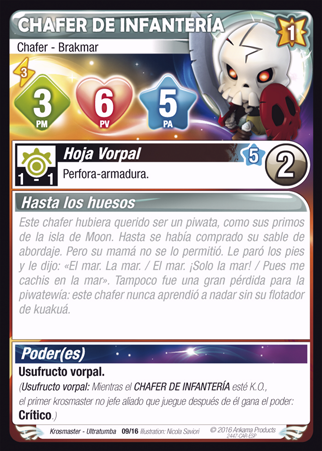 CHAFER DE INFANTERÍA
1
Chafer - Brakmar
3
3
PM
6
PV
5
PA
1 - 1
Hoja Vorpal
Perfora-armadura.
5
2
Hasta los huesos
Este chafer hubiera querido ser un piwata, como sus primos
de la isla de Moon. Hasta se había comprado su sable de
abordaje. Pero su mamá no se lo permitió. Le paró los pies
y le dijo: «El mar. La mar. / El mar. ¡Solo la mar! / Pues me
cachis en la mar». Tampoco fue una gran pérdida para la
piwatewía: este chafer nunca aprendió a nadar sin su flotador
de kuakuá.
Poder(es)
Usufructo vorpal.
(Usufructo vorpal: Mientras el CHAFER DE INFANTERÍA esté K.O.,
el primer krosmaster no jefe aliado que juegue después de él gana el poder:
Crítico.)
Krosmaster - Ultratumba 09/16 Illustration: Nicola Saviori
© 2016 Ankama Products
2447 CAR-ESP